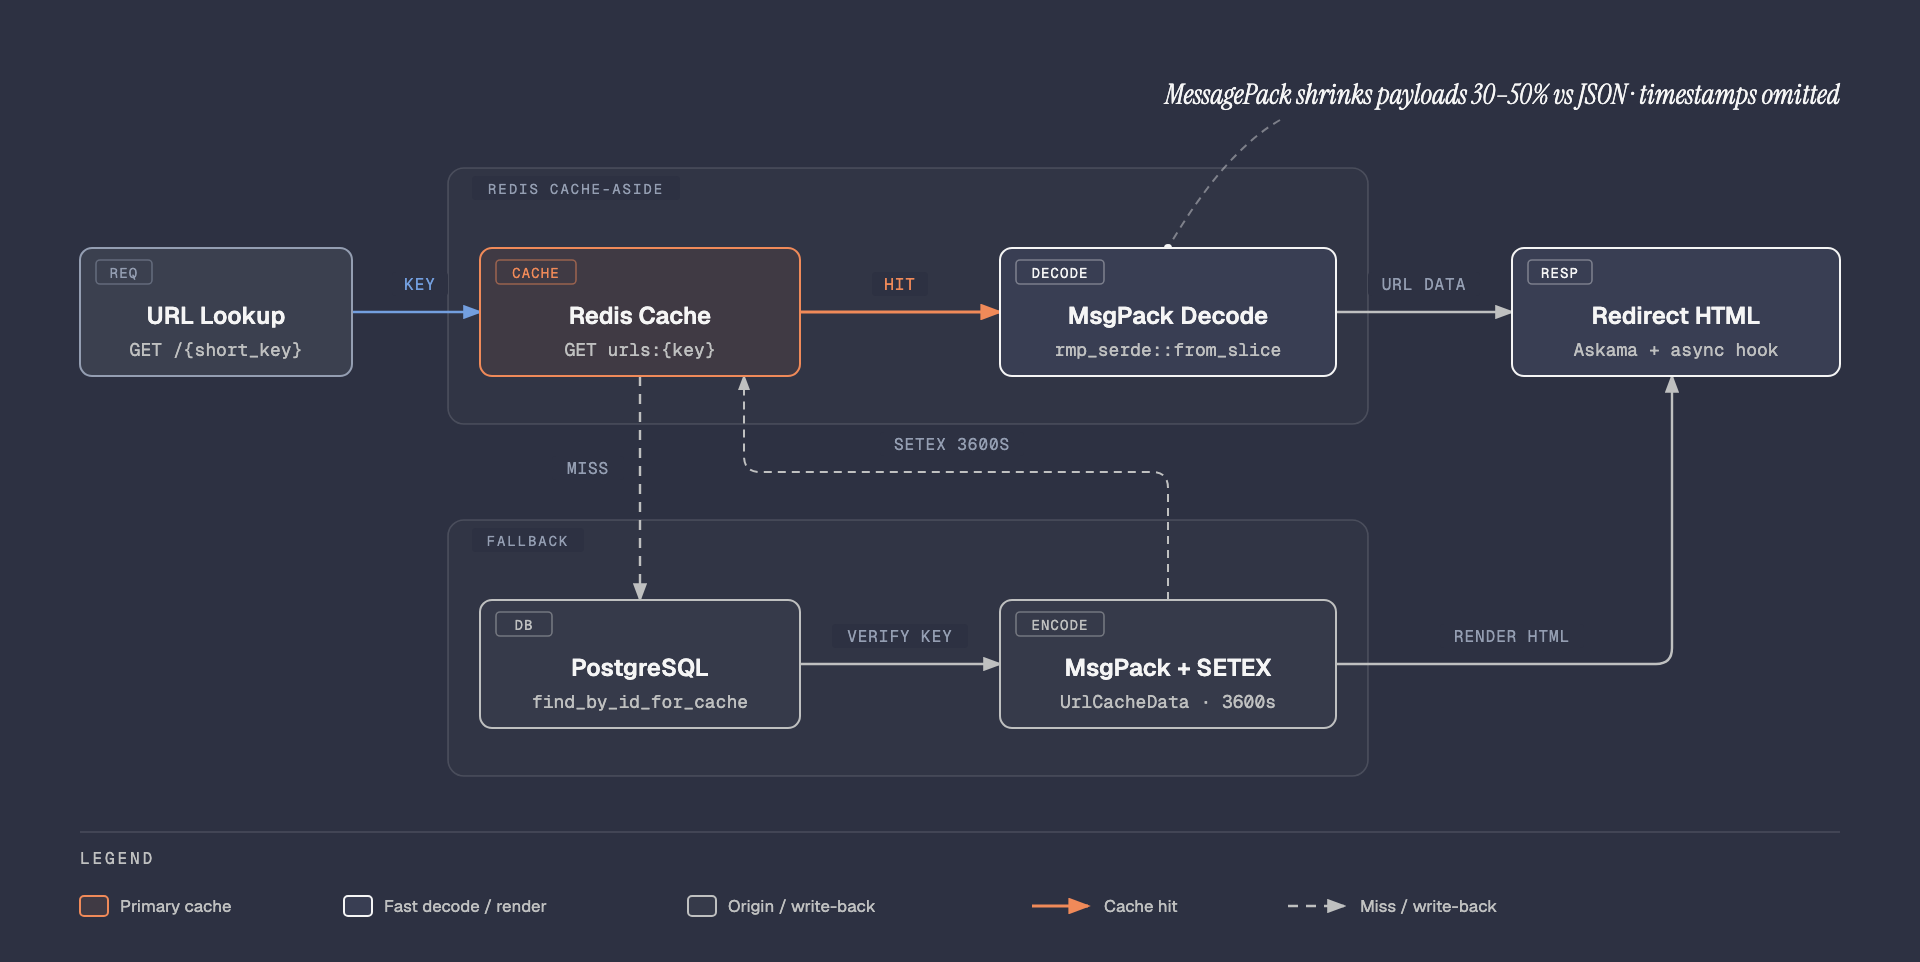 MessagePack shrinks payloads 30–50% vs JSON · timestamps omitted
REDIS CACHE-ASIDE
REQ
URL Lookup
GET /{short_key}
KEY
CACHE
Redis Cache
GET urls:{key}
HIT
DECODE
MsgPack Decode
rmp_serde::from_slice
URL DATA
RESP
Redirect HTML
Askama + async hook
MISS
SETEX 3600S
FALLBACK
DB
PostgreSQL
find_by_id_for_cache
VERIFY KEY
ENCODE
MsgPack + SETEX
UrlCacheData · 3600s
RENDER HTML
LEGEND
Primary cache
Fast decode / render
Origin / write-back
Cache hit
Miss / write-back